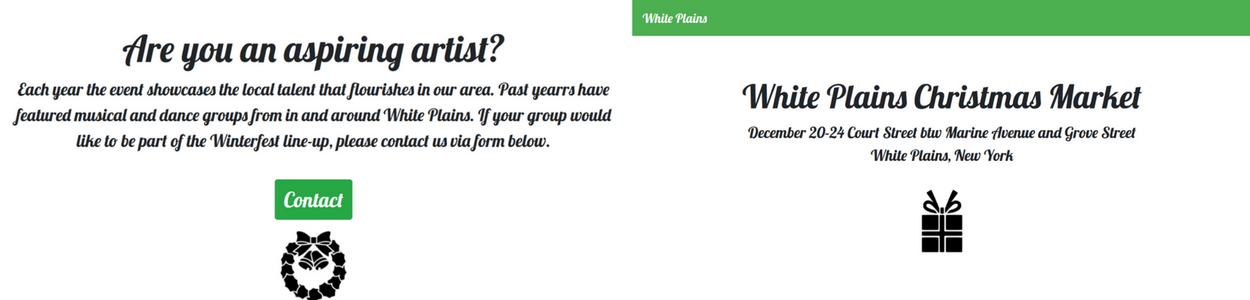 Are you an aspiring artist?
Each year the event showcases the local talent that flourishes in our area. Past yearrs have
featured musical and dance groups from in and around White Plains. If your group would
like to be part of the Winterfest line-up, please contact us via form below.
Contact
White Plains
White Plains Christmas Market
December 20-24 Court Street btw Marine Avenue and Grove Street
White Plains, New York